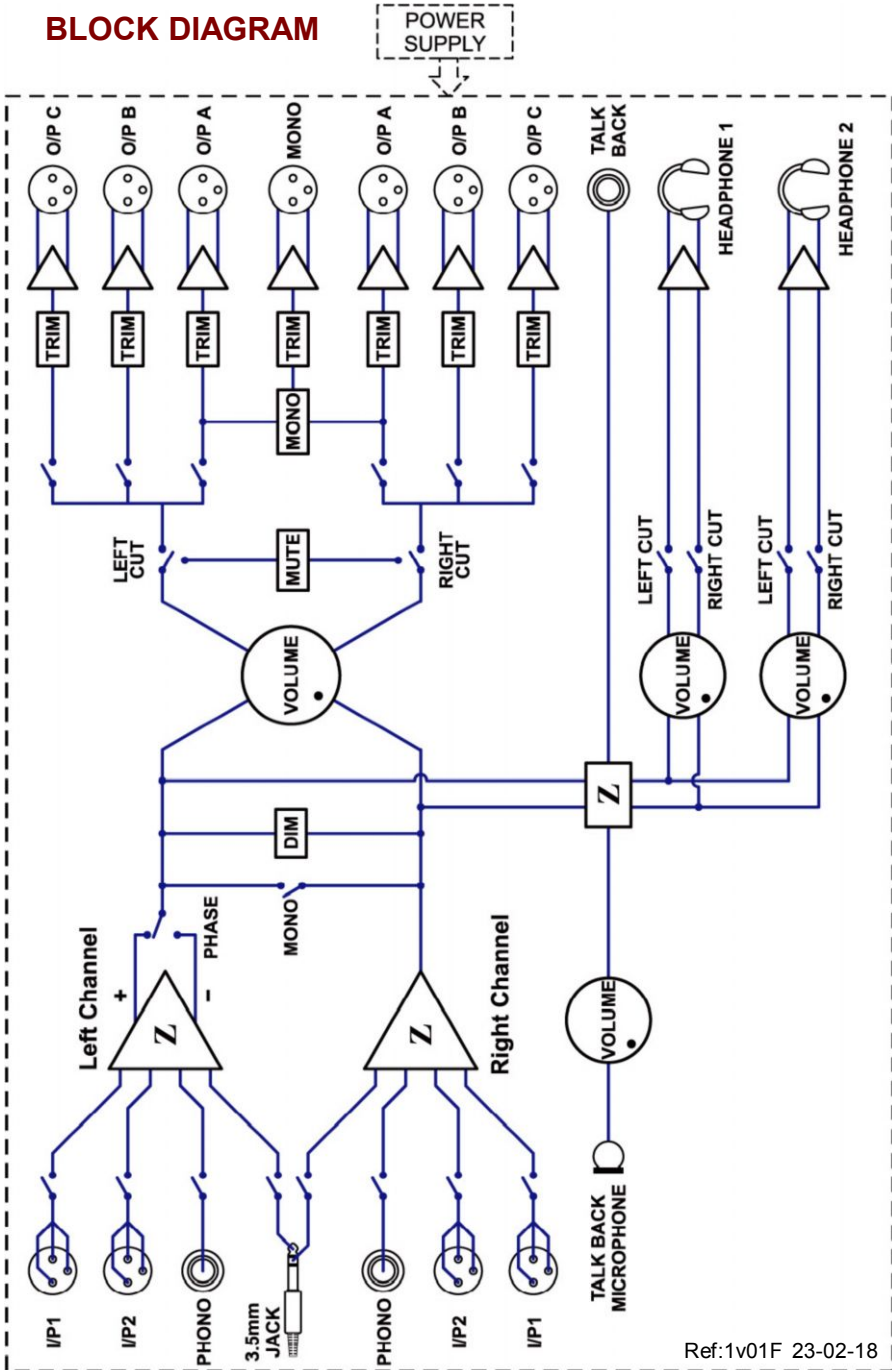 BLOCK DIAGRAM
POWER
SUPPLY
O/P C
O/P B
O/P A
MONO
O/P A
O/P B
O/P C
TALK
BACK
HEADPHONE 1
HEADPHONE 2
TRIM
TRIM
TRIM
TRIM
TRIM
TRIM
TRIM
MONO
LEFT
CUT
MUTE
RIGHT
CUT
LEFT CUT
RIGHT CUT
LEFT CUT
RIGHT CUT
VOLUME
VOLUME
VOLUME
DIM
Z
MONO
PHASE
Left Channel
+
−
Z
Z
Right Channel
VOLUME
I/P1
I/P2
PHONO
3.5mm
JACK
PHONO
I/P2
I/P1
TALK BACK
MICROPHONE
Ref:1v01F 23-02-18